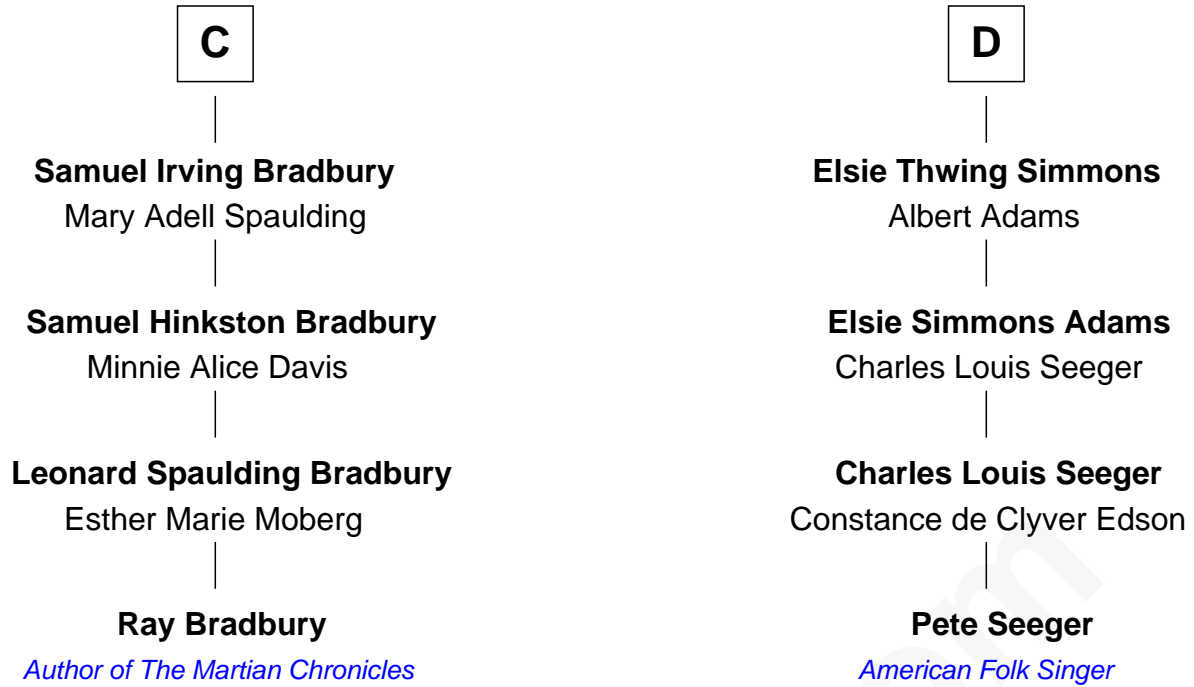 C
Samuel Irving Bradbury
Mary Adell Spaulding
Samuel Hinkston Bradbury
Minnie Alice Davis
Leonard Spaulding Bradbury
Esther Marie Moberg
Ray Bradbury
Author of The Martian Chronicles
D
Elsie Thwing Simmons
Albert Adams
Elsie Simmons Adams
Charles Louis Seeger
Charles Louis Seeger
Constance de Clyver Edson
Pete Seeger
American Folk Singer